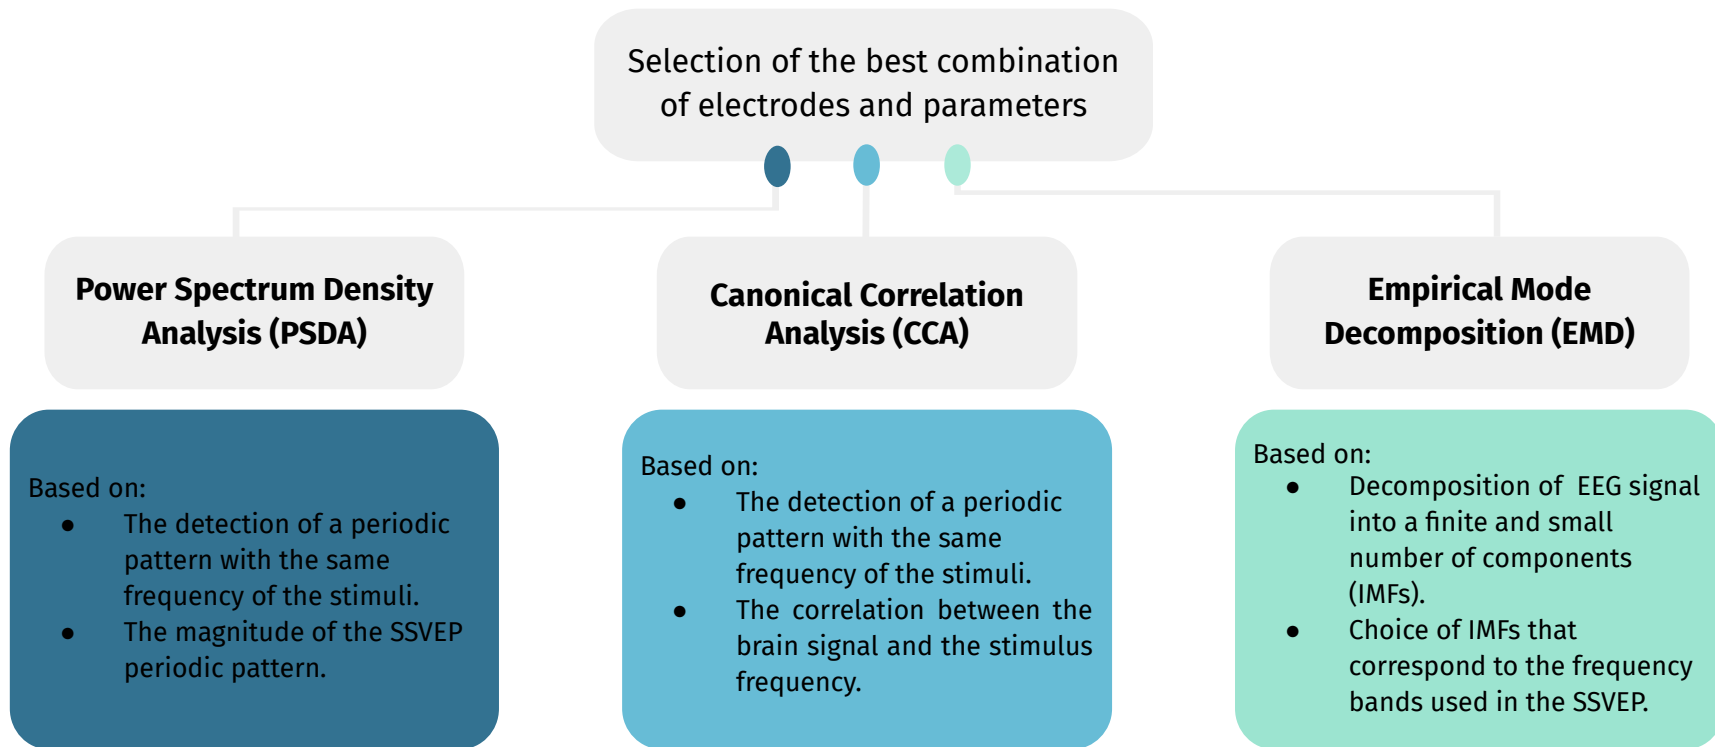 Selection of the best combination
of electrodes and parameters
Power Spectrum Density
Analysis (PSDA)
Canonical Correlation
Analysis (CCA)
Empirical Mode
Decomposition (EMD)
Based on:
● The detection of a periodic
pattern with the same
frequency of the stimuli.
● The magnitude of the SSVEP
periodic pattern.
Based on:
● The detection of a periodic
pattern with the same
frequency of the stimuli.
● The correlation between the
brain signal and the stimulus
frequency.
Based on:
● Decomposition of EEG signal
into a finite and small
number of components
(IMFs).
● Choice of IMFs that
correspond to the frequency
bands used in the SSVEP.